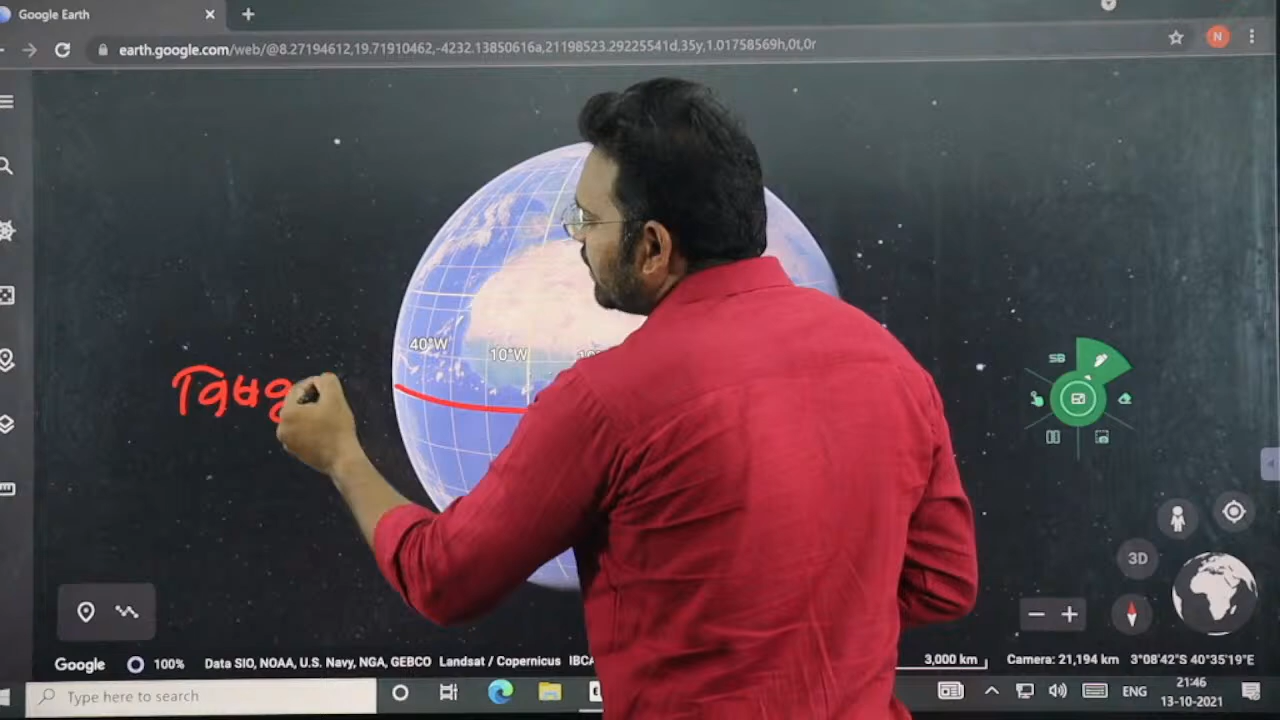 Google Earth
earth.google.com/web/@8.27194612,19.71910462,-4232.13850616a,21198523.29225541d,35y,1.01758569h,0t,0r
N
40°W
10°W
SB
3D
Google
100%
Data SIO, NOAA, U.S. Navy, NGA, GEBCO
Landsat / Copernicus
IBCA
3,000 km
Camera: 21,194 km
3°08'42"S 40°35'19"E
Type here to search
ENG
21:46
13-10-2021